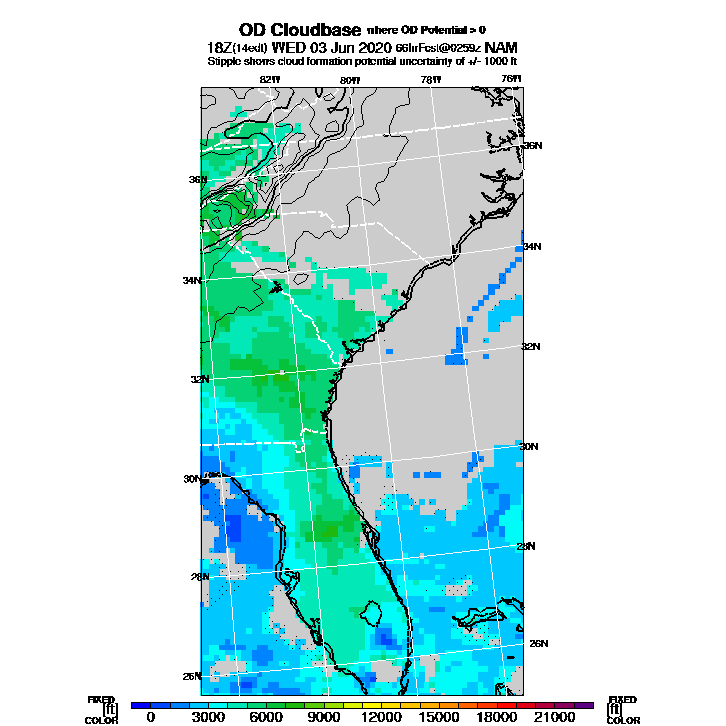 OD Cloudbase where OD Potential > 0
18Z(14edt) WED 03 Jun 2020 66hrFcst@0259z NAM
Stipple shows cloud formation potential uncertainty of +/- 1000 ft
82W 80W 78W 76W
36N
36N
34N
34N
32N
32N
30N
30N
28N
28N
26N
26N
FIXED FIXED
[ft] 0 3000 6000 9000 12000 15000 18000 21000 [ft]
COLOR COLOR